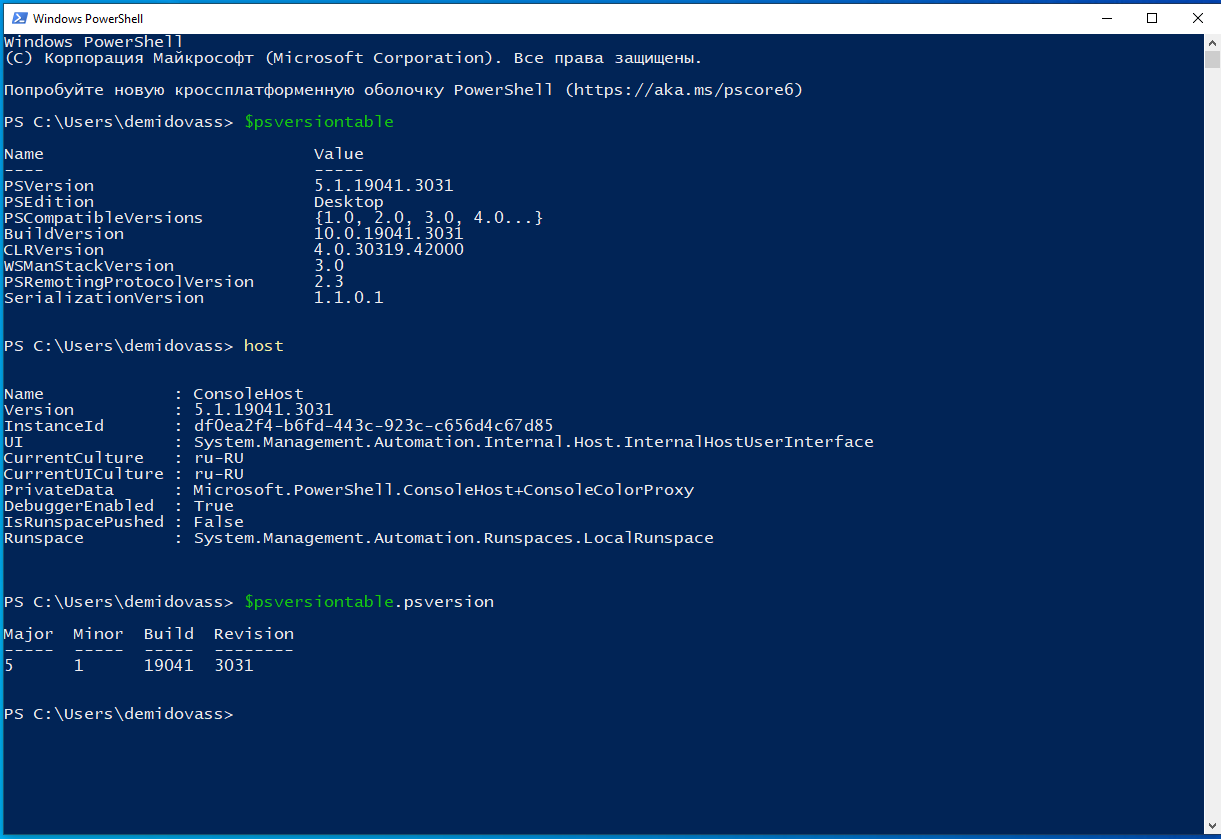 Windows PowerShell
Windows PowerShell
(C) Корпорация Майкрософт (Microsoft Corporation). Все права защищены.
Попробуйте новую кроссплатформенную оболочку PowerShell (https://aka.ms/pscore6)
PS C:\Users\demidovass> $psversiontable
Name                           Value
----                           -----
PSVersion                      5.1.19041.3031
PSEdition                      Desktop
PSCompatibleVersions           {1.0, 2.0, 3.0, 4.0...}
BuildVersion                   10.0.19041.3031
CLRVersion                     4.0.30319.42000
WSManStackVersion              3.0
PSRemotingProtocolVersion      2.3
SerializationVersion           1.1.0.1
PS C:\Users\demidovass> host
Name             : ConsoleHost
Version          : 5.1.19041.3031
InstanceId       : df0ea2f4-b6fd-443c-923c-c656d4c67d85
UI               : System.Management.Automation.Internal.Host.InternalHostUserInterface
CurrentCulture   : ru-RU
CurrentUICulture : ru-RU
PrivateData      : Microsoft.PowerShell.ConsoleHost+ConsoleColorProxy
DebuggerEnabled  : True
IsRunspacePushed : False
Runspace         : System.Management.Automation.Runspaces.LocalRunspace
PS C:\Users\demidovass> $psversiontable.psversion
Major  Minor  Build  Revision
-----  -----  -----  --------
5      1      19041  3031
PS C:\Users\demidovass>